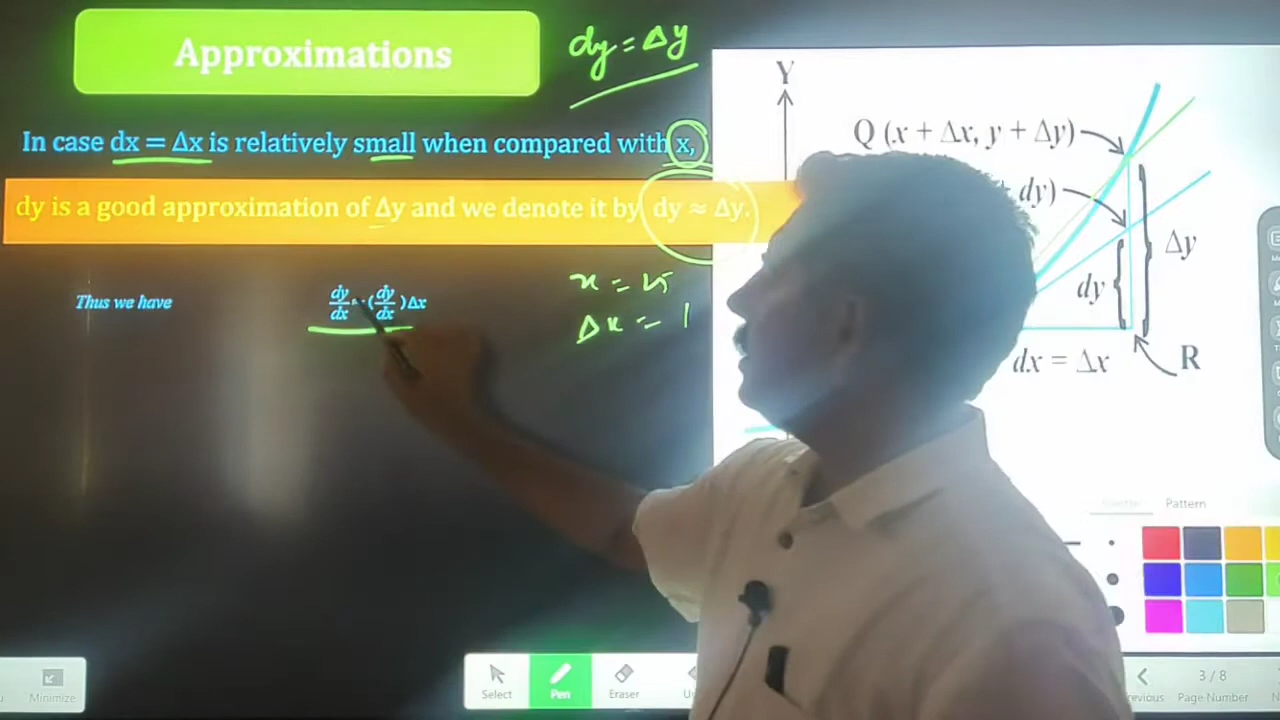 Approximations
dy = Δy
In case dx = Δx is relatively small when compared with x,
dy is a good approximation of Δy and we denote it by dy ≈ Δy.
Thus we have
dy/dx (dy/dx)Δx
Δx = 1
Y
Q (x + Δx, y + Δy)
dy)
Δy
dy
dx = Δx
R
Pattern
Minimize
Select
Pen
Eraser
3 / 8
Page Number